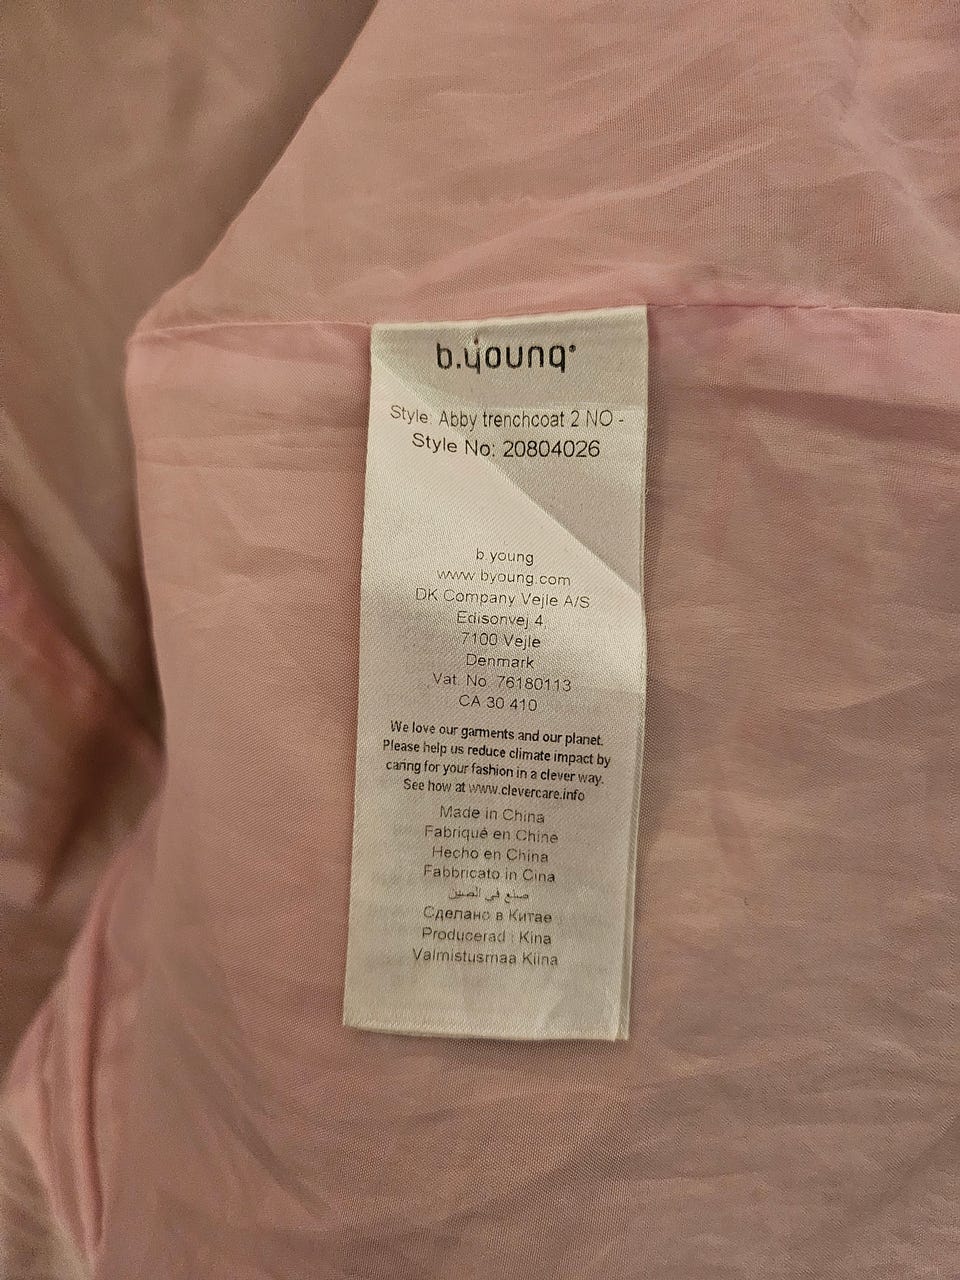 b.young®
Style: Abby trenchcoat 2 NO -
Style No: 20804026
b.young
www.byoung.com
DK Company Vejle A/S
Edisonvej 4
7100 Vejle
Denmark
Vat. No. 76180113
CA 30 410
We love our garments and our planet.
Please help us reduce climate impact by
caring for your fashion in a clever way.
See how at www.clevercare.info
Made in China
Fabriqué en Chine
Hecho en China
Fabbricato in Cina
صنع في الصين
Сделано в Китае
Producerad i Kina
Valmistusmaa Kiina